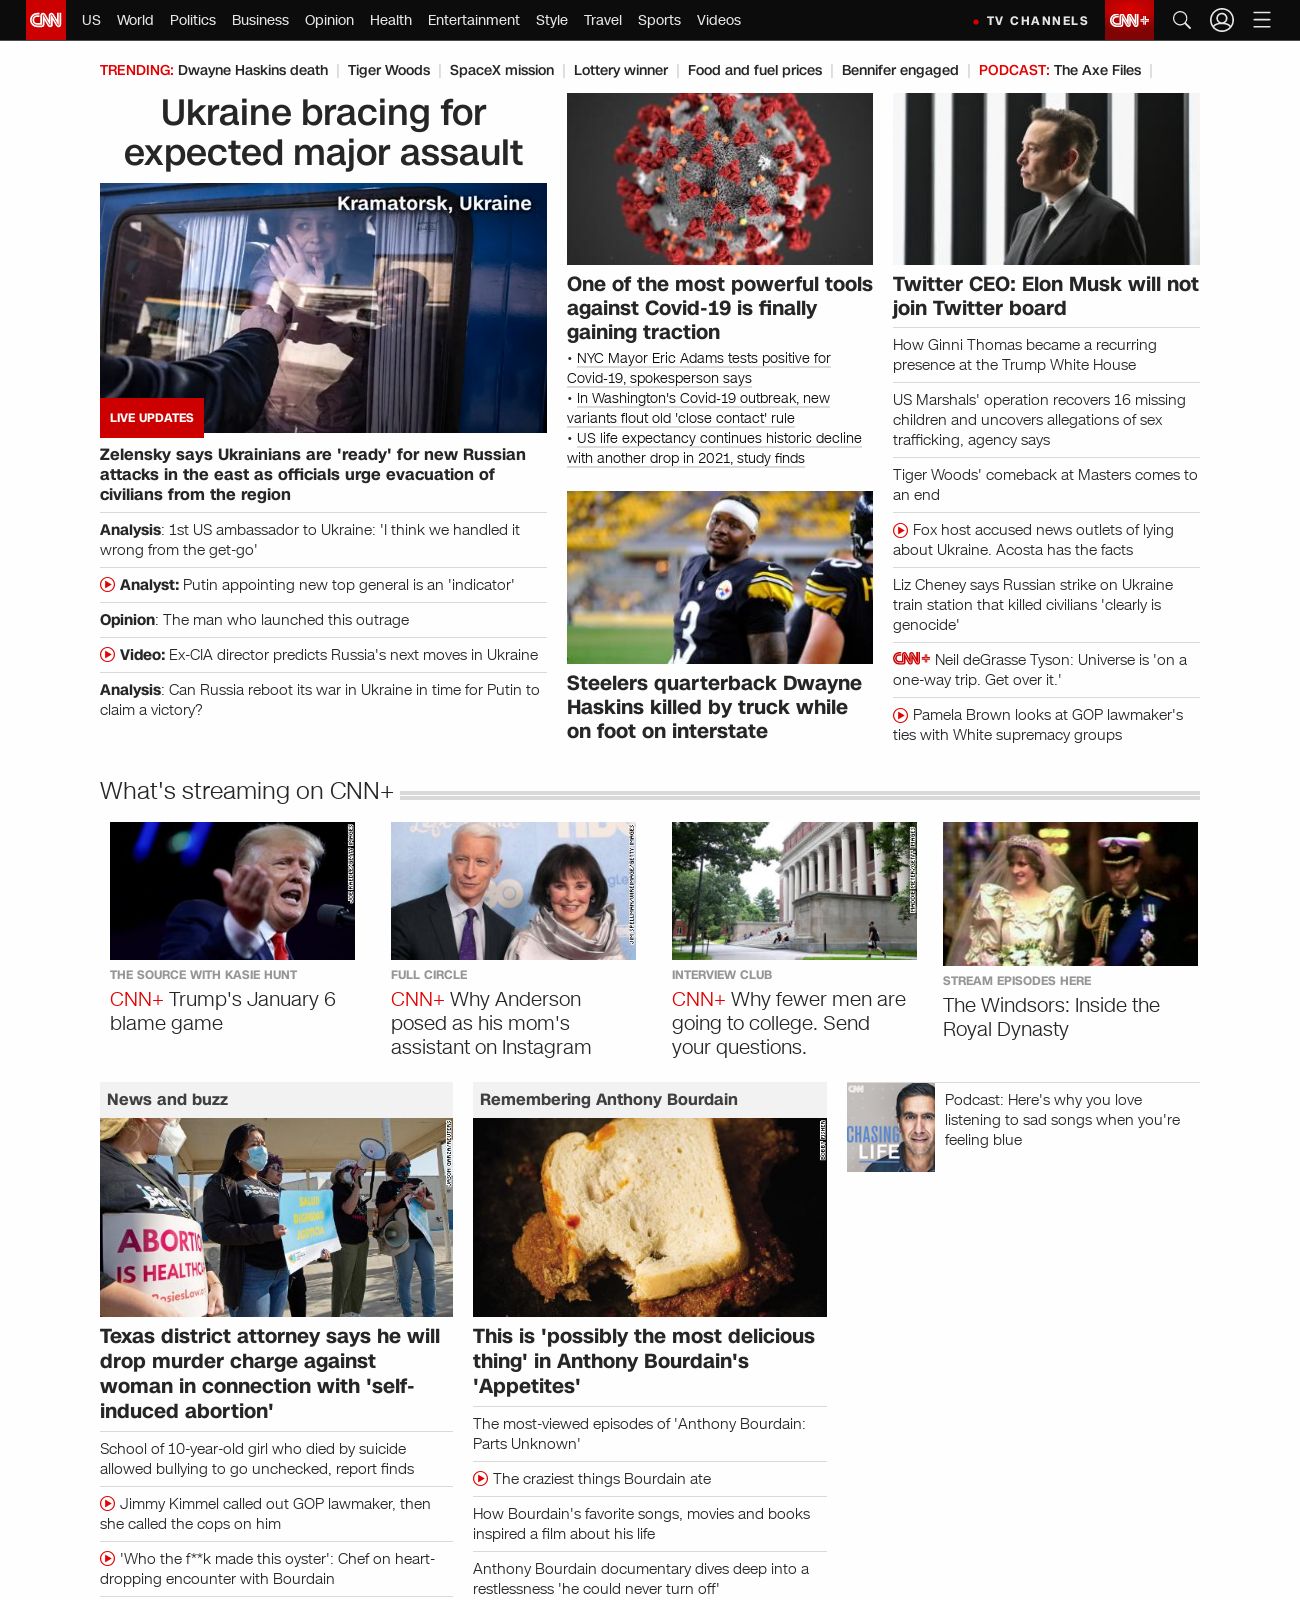 CNN US World Politics Business Opinion Health Entertainment Style Travel Sports Videos • TV CHANNELS CNN+
TRENDING: Dwayne Haskins death | Tiger Woods | SpaceX mission | Lottery winner | Food and fuel prices | Bennifer engaged | PODCAST: The Axe Files |
Ukraine bracing for
expected major assault
Kramatorsk, Ukraine
LIVE UPDATES
Zelensky says Ukrainians are 'ready' for new Russian
attacks in the east as officials urge evacuation of
civilians from the region
Analysis: 1st US ambassador to Ukraine: 'I think we handled it
wrong from the get-go'
Analyst: Putin appointing new top general is an 'indicator'
Opinion: The man who launched this outrage
Video: Ex-CIA director predicts Russia's next moves in Ukraine
Analysis: Can Russia reboot its war in Ukraine in time for Putin to
claim a victory?
One of the most powerful tools
against Covid-19 is finally
gaining traction
• NYC Mayor Eric Adams tests positive for
Covid-19, spokesperson says
• In Washington's Covid-19 outbreak, new
variants flout old 'close contact' rule
• US life expectancy continues historic decline
with another drop in 2021, study finds
3
Steelers quarterback Dwayne
Haskins killed by truck while
on foot on interstate
Twitter CEO: Elon Musk will not
join Twitter board
How Ginni Thomas became a recurring
presence at the Trump White House
US Marshals' operation recovers 16 missing
children and uncovers allegations of sex
trafficking, agency says
Tiger Woods' comeback at Masters comes to
an end
Fox host accused news outlets of lying
about Ukraine. Acosta has the facts
Liz Cheney says Russian strike on Ukraine
train station that killed civilians 'clearly is
genocide'
CNN+ Neil deGrasse Tyson: Universe is 'on a
one-way trip. Get over it.'
Pamela Brown looks at GOP lawmaker's
ties with White supremacy groups
What's streaming on CNN+
THE SOURCE WITH KASIE HUNT
CNN+ Trump's January 6
blame game
FULL CIRCLE
CNN+ Why Anderson
posed as his mom's
assistant on Instagram
INTERVIEW CLUB
CNN+ Why fewer men are
going to college. Send
your questions.
STREAM EPISODES HERE
The Windsors: Inside the
Royal Dynasty
News and buzz
SALUD
DIGNIDAD
JUSTICIA
ABORTIO
IS HEALTHCA
RosiesLaw.o
Texas district attorney says he will
drop murder charge against
woman in connection with 'self-
induced abortion'
School of 10-year-old girl who died by suicide
allowed bullying to go unchecked, report finds
Jimmy Kimmel called out GOP lawmaker, then
she called the cops on him
'Who the f**k made this oyster': Chef on heart-
dropping encounter with Bourdain
Remembering Anthony Bourdain
This is 'possibly the most delicious
thing' in Anthony Bourdain's
'Appetites'
The most-viewed episodes of 'Anthony Bourdain:
Parts Unknown'
The craziest things Bourdain ate
How Bourdain's favorite songs, movies and books
inspired a film about his life
Anthony Bourdain documentary dives deep into a
restlessness 'he could never turn off'
CNN
CHASING
LIFE
Podcast: Here's why you love
listening to sad songs when you're
feeling blue